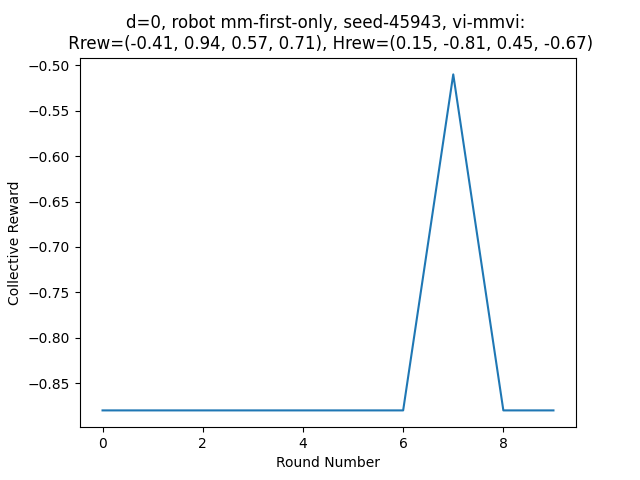 d=0, robot mm-first-only, seed-45943, vi-mmvi:
Rrew=(-0.41, 0.94, 0.57, 0.71), Hrew=(0.15, -0.81, 0.45, -0.67)
−0.50
−0.55
−0.60
−0.65
−0.70
−0.75
−0.80
−0.85
Collective Reward
0 2 4 6 8
Round Number